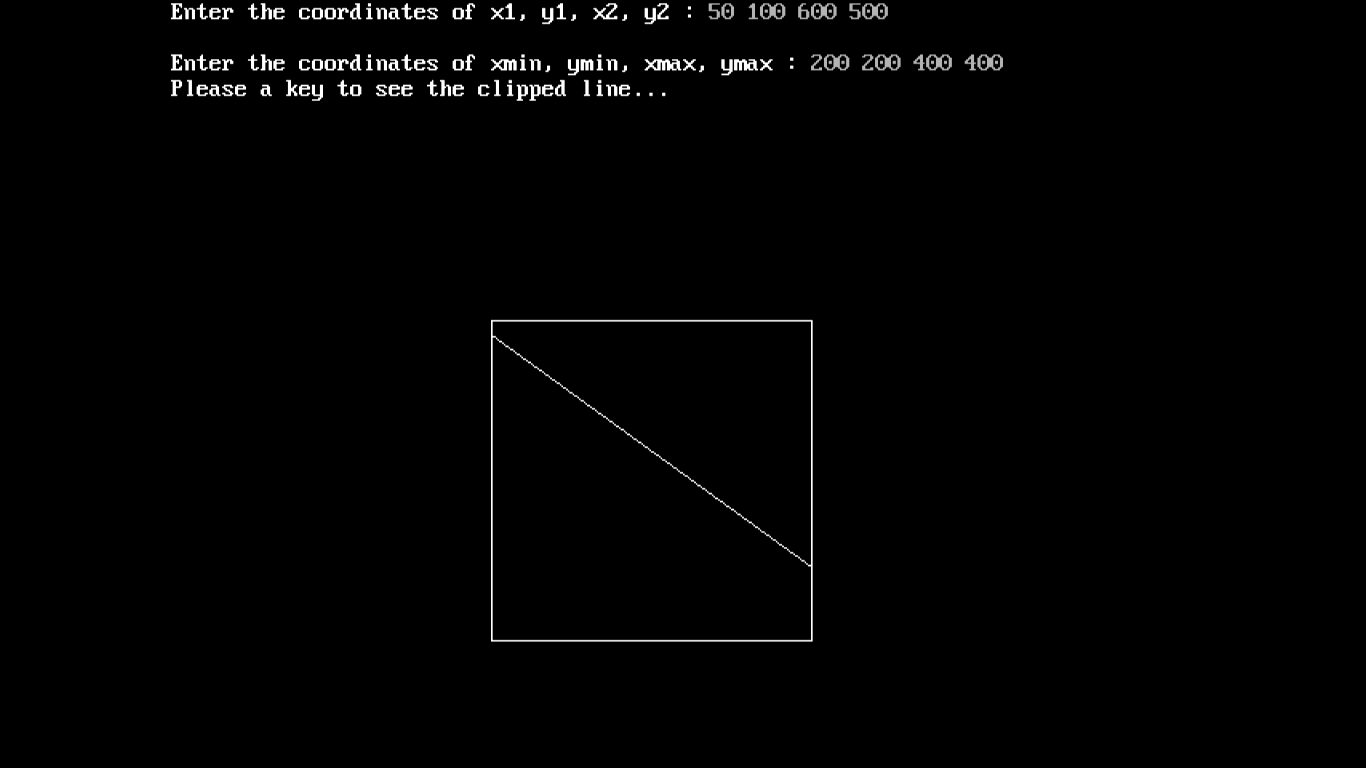 Enter the coordinates of x1, y1, x2, y2 : 50 100 600 500
Enter the coordinates of xmin, ymin, xmax, ymax : 200 200 400 400
Please a key to see the clipped line...